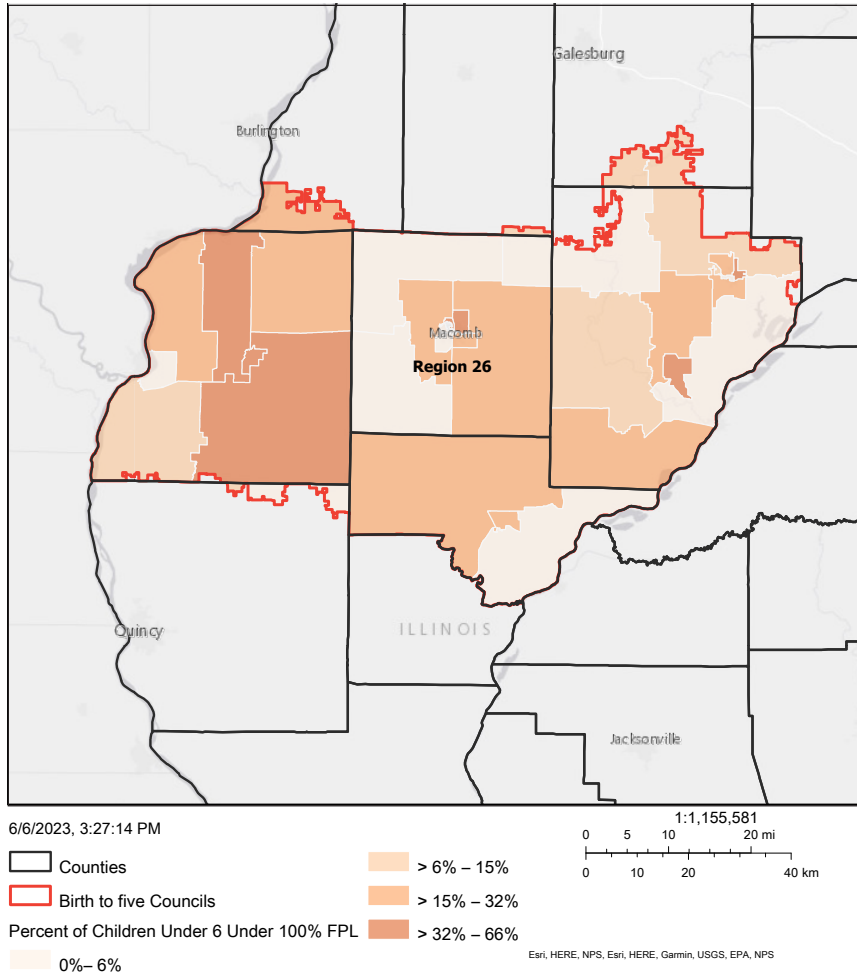 Galesburg
Burlington
Macomb
Region 26
Quincy
ILLINOIS
Jacksonville
6/6/2023, 3:27:14 PM
1:1,155,581
0 5 10 20 mi
0 10 20 40 km
Counties
Birth to five Councils
Percent of Children Under 6 Under 100% FPL
0%– 6%
> 6% – 15%
> 15% – 32%
> 32% – 66%
Esri, HERE, NPS, Esri, HERE, Garmin, USGS, EPA, NPS